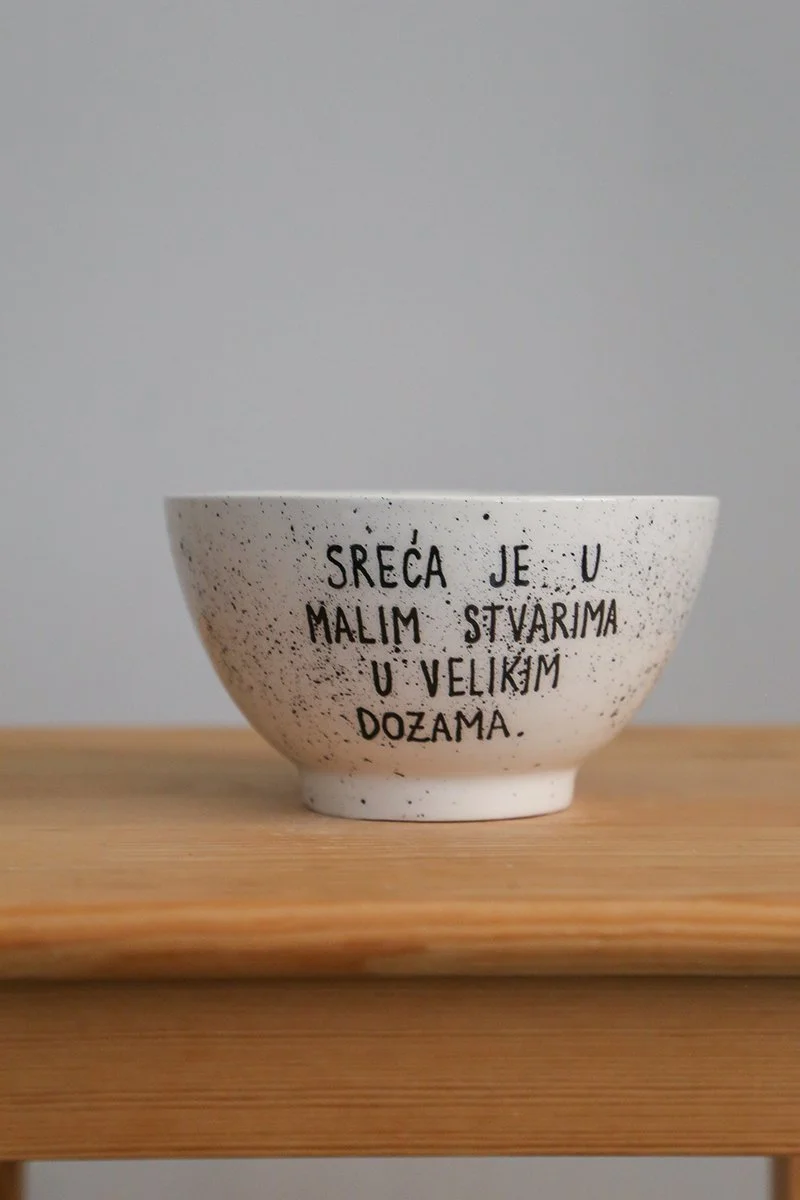 SREĆA JE U
MALIM STVARIMA
U VELIKIM
DOZAMA.